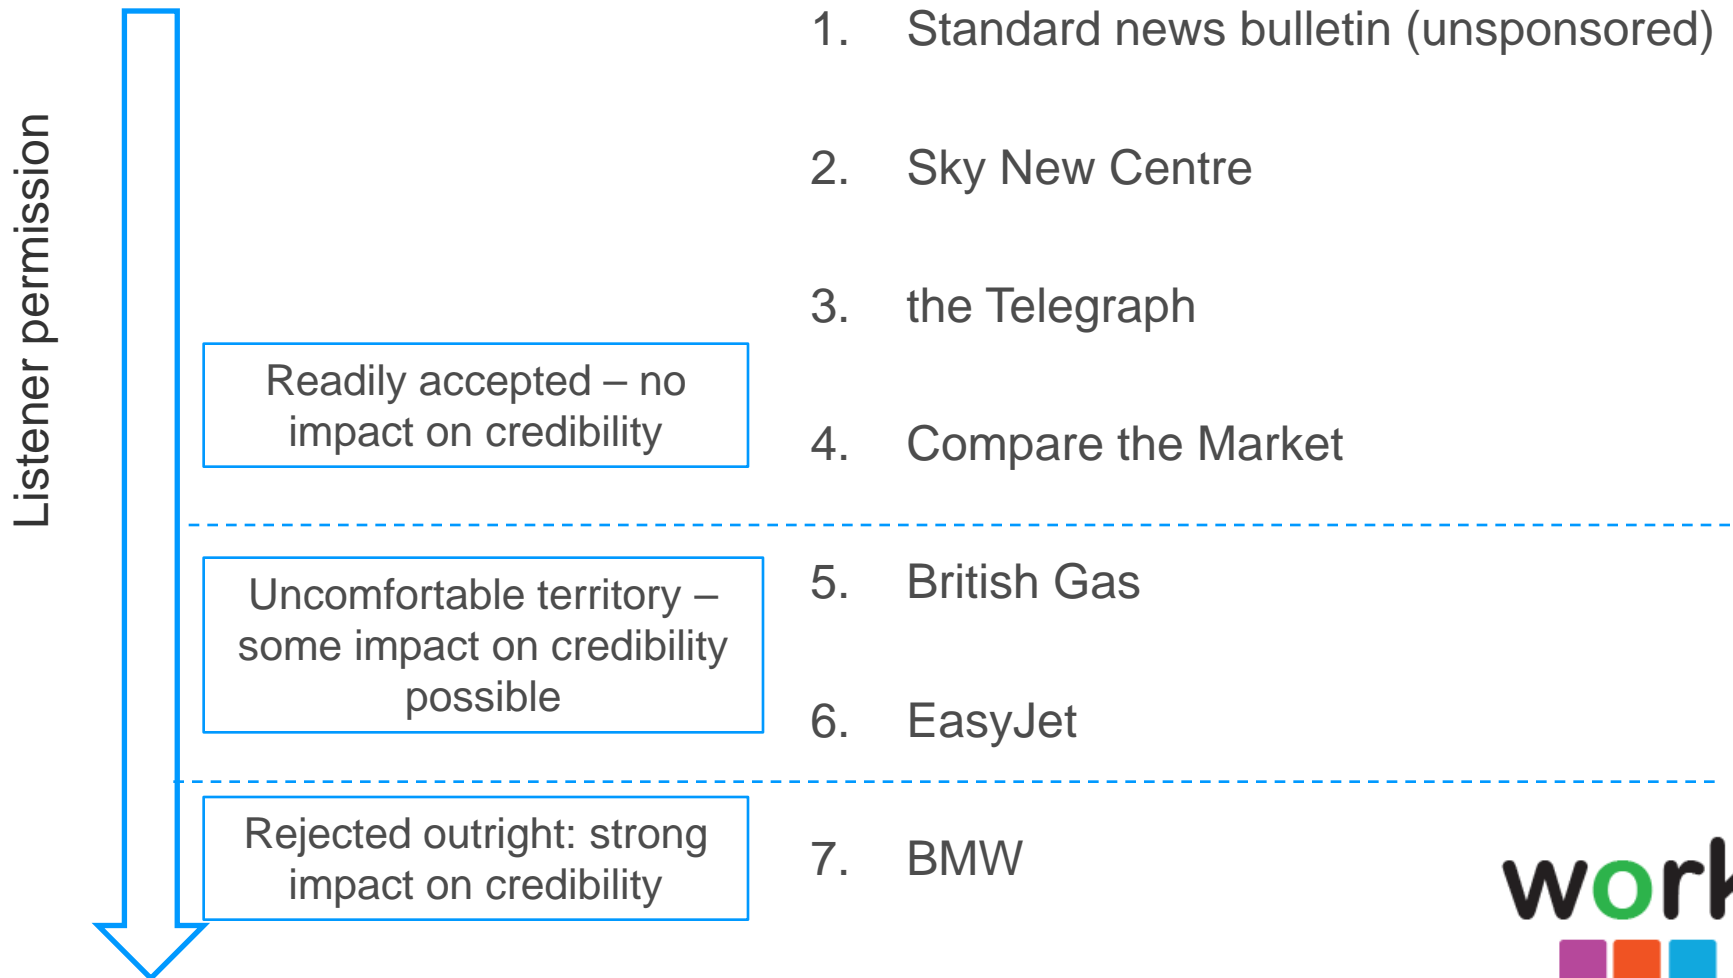 Listener permission
1. Standard news bulletin (unsponsored)
2. Sky New Centre
3. the Telegraph
Readily accepted – no
impact on credibility
4. Compare the Market
Uncomfortable territory –
some impact on credibility
possible
5. British Gas
6. EasyJet
Rejected outright: strong
impact on credibility
7. BMW
work